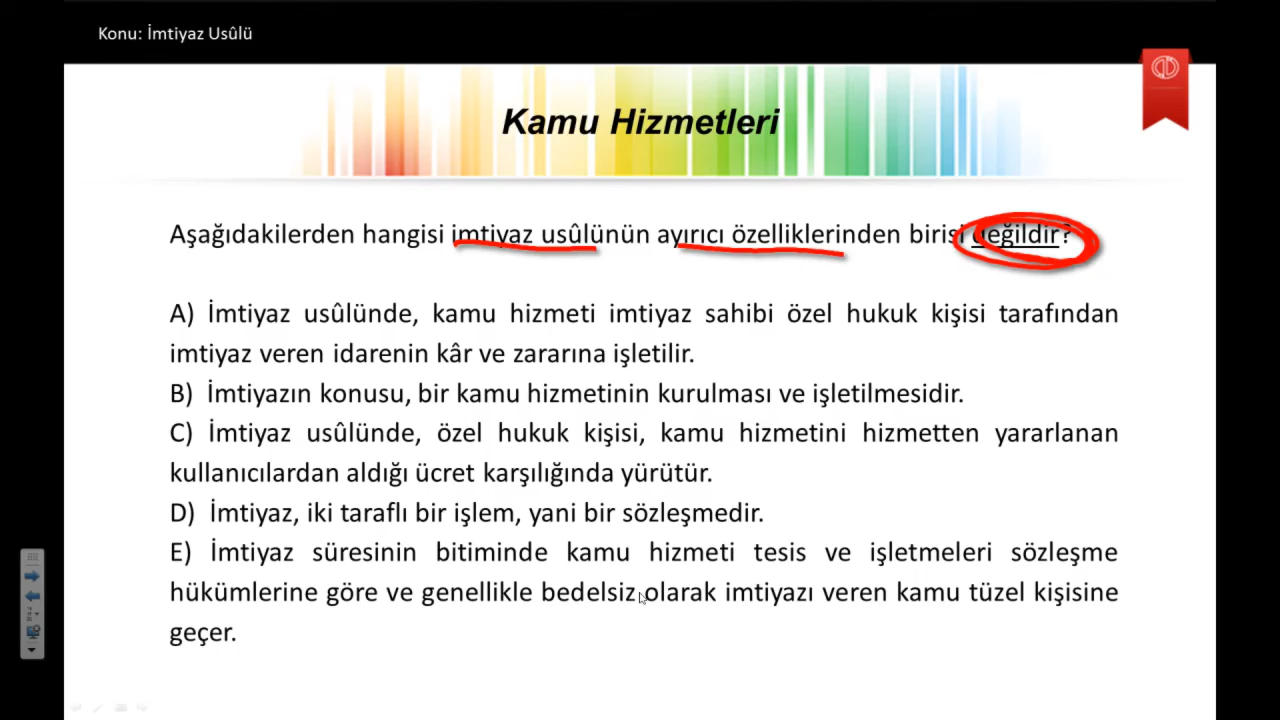 Konu: İmtiyaz Usûlü
Kamu Hizmetleri
Aşağıdakilerden hangisi imtiyaz usûlünün ayırıcı özelliklerinden birisi değildir?
A) İmtiyaz usûlünde, kamu hizmeti imtiyaz sahibi özel hukuk kişisi tarafından
imtiyaz veren idarenin kâr ve zararına işletilir.
B) İmtiyazın konusu, bir kamu hizmetinin kurulması ve işletilmesidir.
C) İmtiyaz usûlünde, özel hukuk kişisi, kamu hizmetini hizmetten yararlanan
kullanıcılardan aldığı ücret karşılığında yürütür.
D) İmtiyaz, iki taraflı bir işlem, yani bir sözleşmedir.
E) İmtiyaz süresinin bitiminde kamu hizmeti tesis ve işletmeleri sözleşme
hükümlerine göre ve genellikle bedelsiz olarak imtiyazı veren kamu tüzel kişisine
geçer.